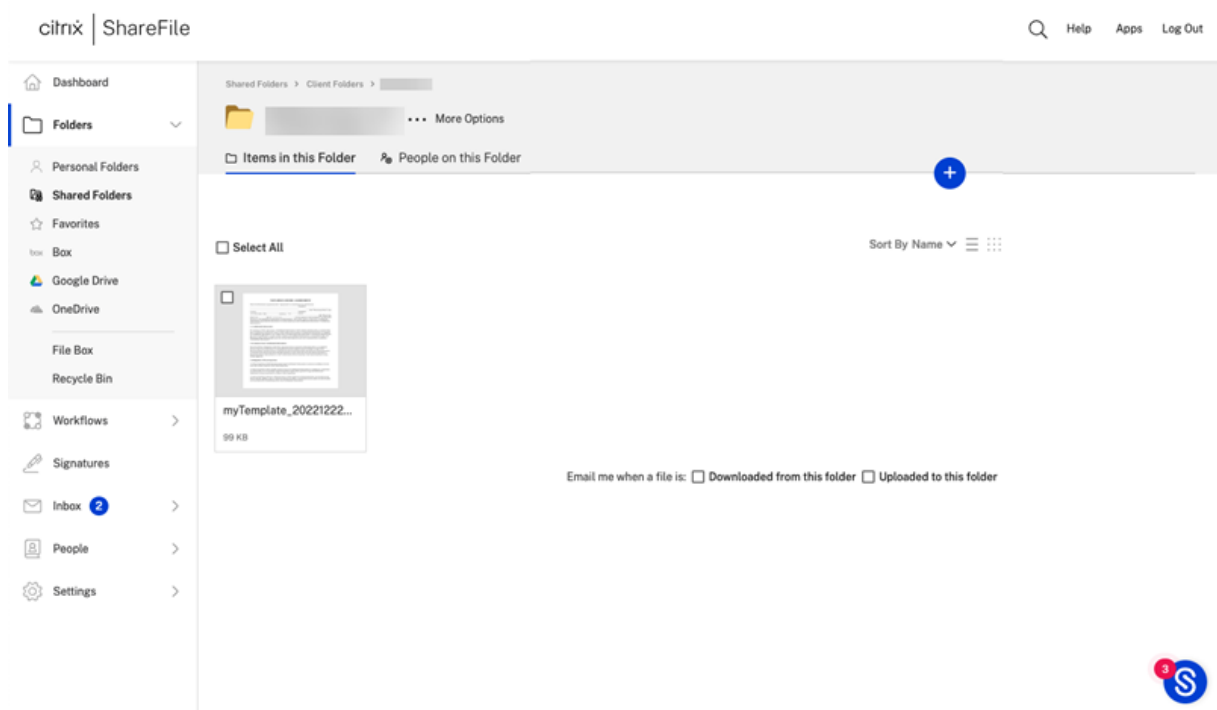 citrix | ShareFile
Help Apps Log Out
Dashboard
Folders
Personal Folders
Shared Folders
Favorites
box Box
Google Drive
OneDrive
File Box
Recycle Bin
Workflows
Signatures
Inbox 2
People
Settings
Shared Folders > Client Folders >
••• More Options
Items in this Folder People on this Folder
+
Select All
Sort By Name
myTemplate_20221222...
99 KB
Email me when a file is: Downloaded from this folder Uploaded to this folder
3